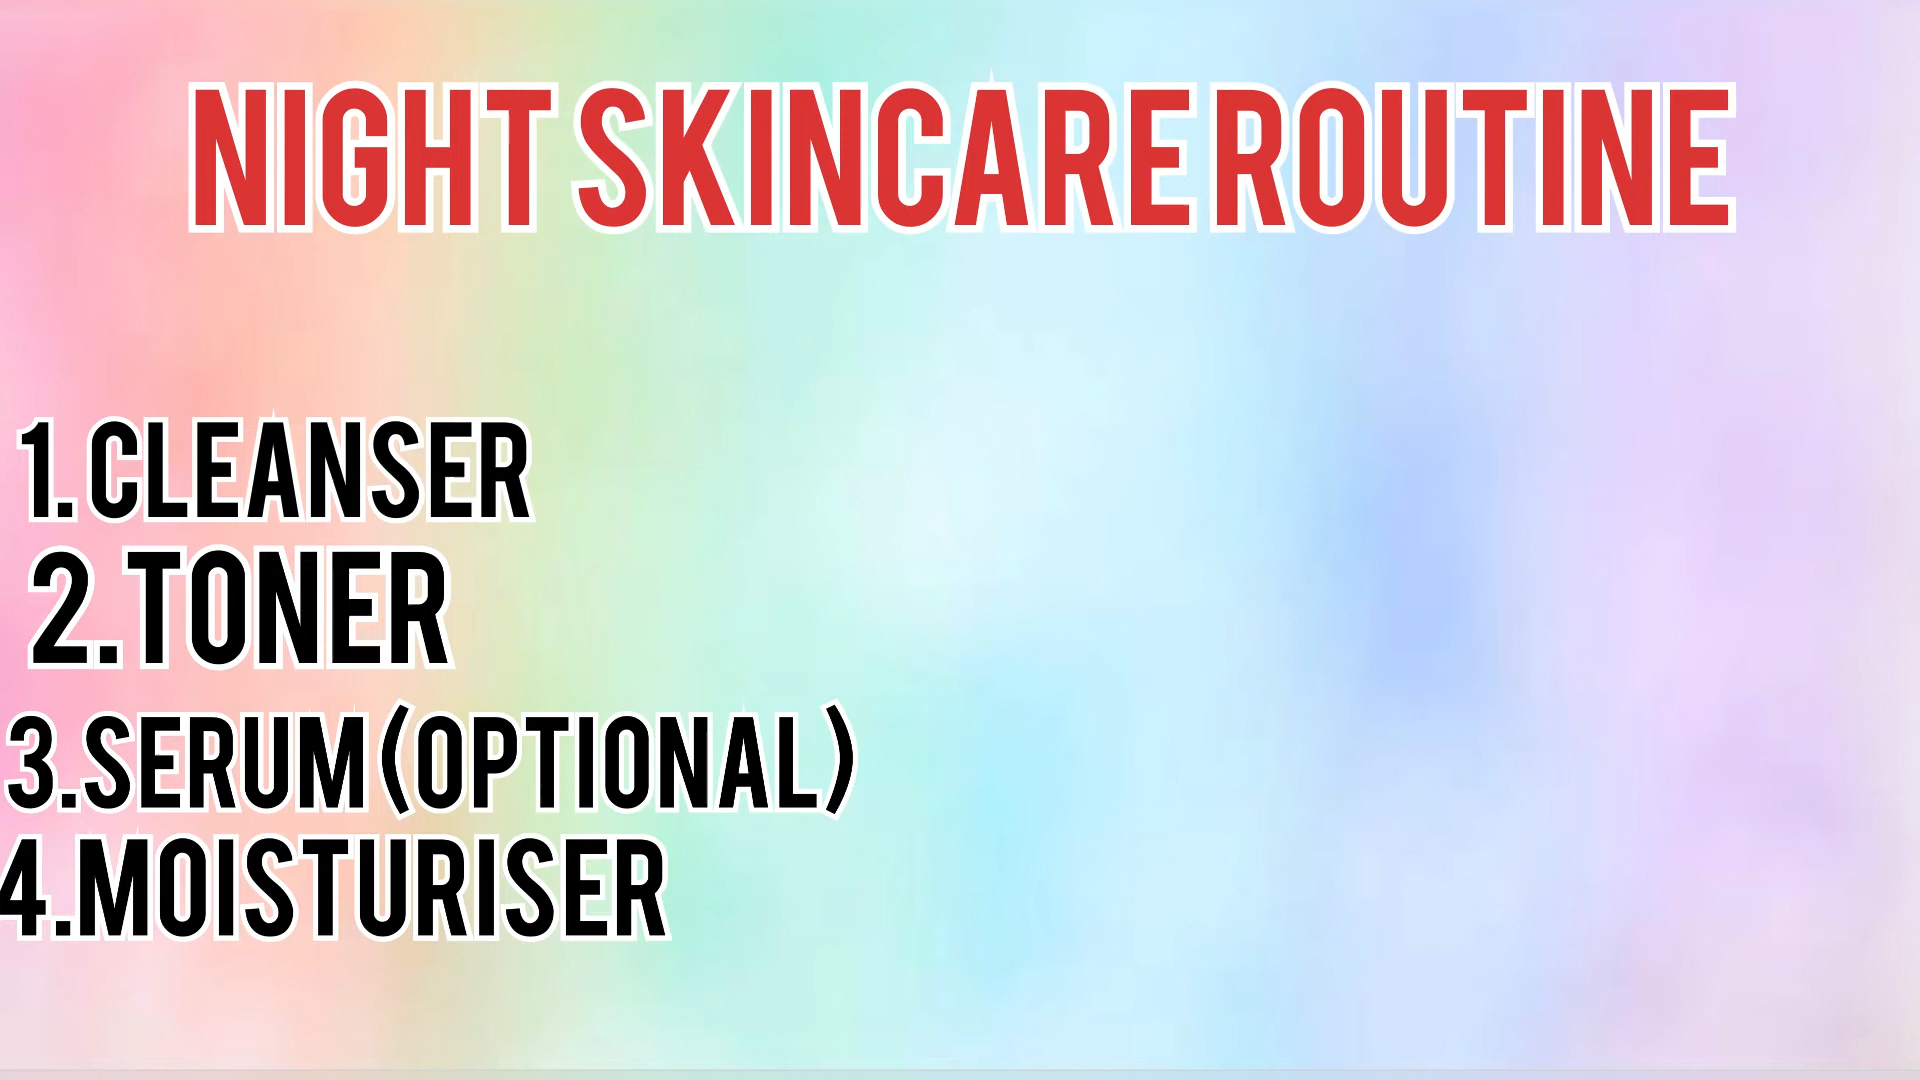 NIGHT SKINCARE ROUTINE
1. CLEANSER
2. TONER
3.SERUM (OPTIONAL)
4.MOISTURISER